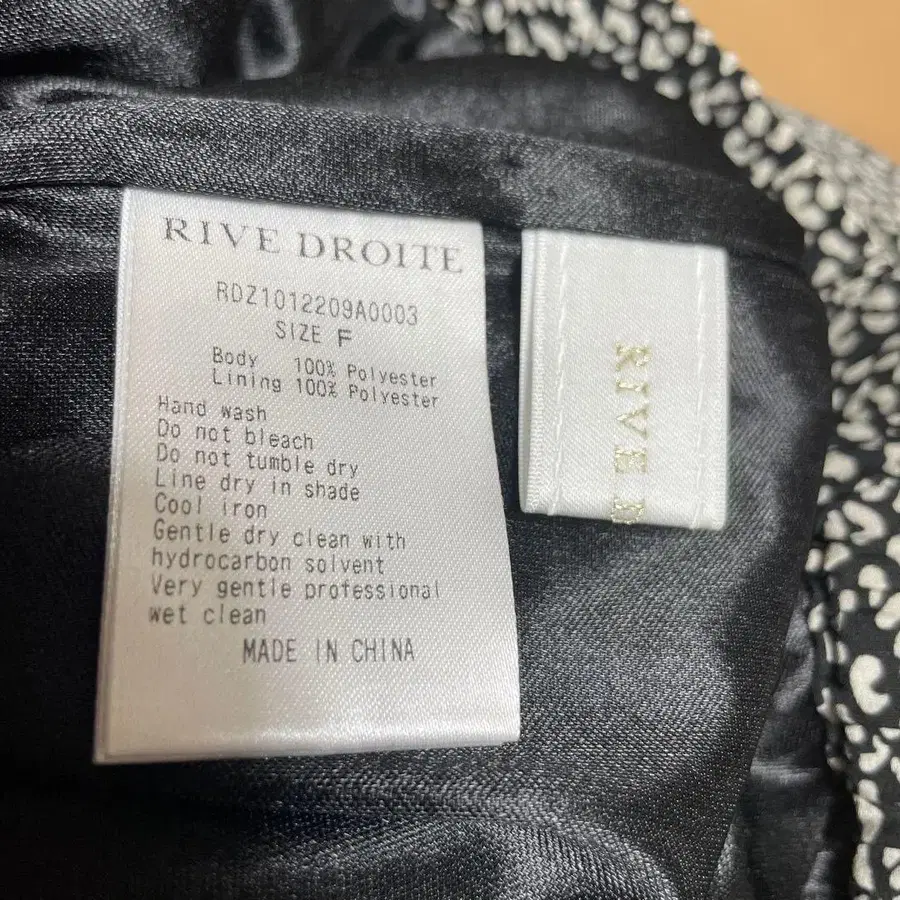 RIVE DROITE
RDZ1012209A0003
SIZE F
Body 100% Polyester
Lining 100% Polyester
Hand wash
Do not bleach
Do not tumble dry
Line dry in shade
Cool iron
Gentle dry clean with
hydrocarbon solvent
Very gentle professional
wet clean
MADE IN CHINA
RIVE D